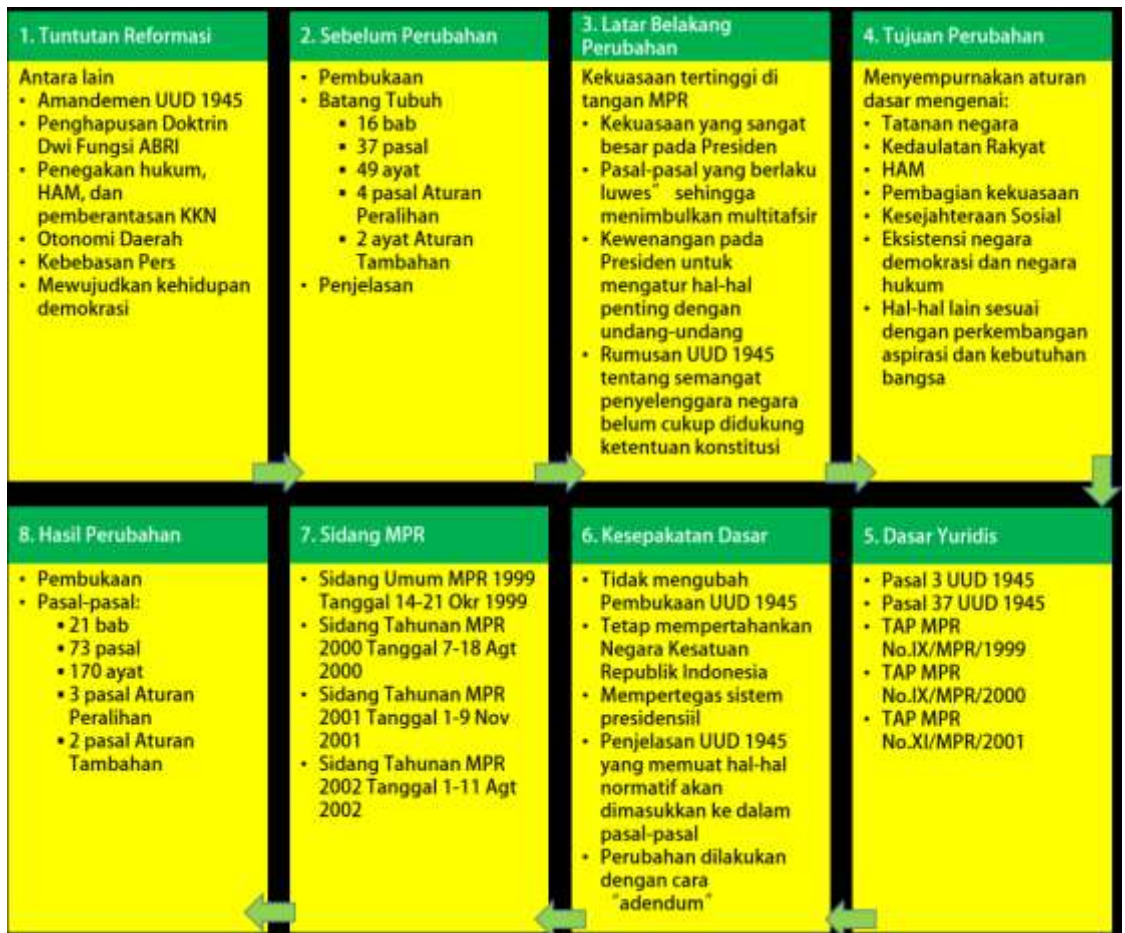 1. Tuntutan Reformasi
Antara lain
• Amandemen UUD 1945
• Penghapusan Doktrin
Dwi Fungsi ABRI
• Penegakan hukum,
HAM, dan
pemberantasan KKN
• Otonomi Daerah
• Kebebasan Pers
• Mewujudkan kehidupan
demokrasi
2. Sebelum Perubahan
• Pembukaan
• Batang Tubuh
▪ 16 bab
▪ 37 pasal
▪ 49 ayat
▪ 4 pasal Aturan
Peralihan
▪ 2 ayat Aturan
Tambahan
• Penjelasan
3. Latar Belakang
Perubahan
Kekuasaan tertinggi di
tangan MPR
• Kekuasaan yang sangat
besar pada Presiden
• Pasal-pasal yang berlaku
luwes” sehingga
menimbulkan multitafsir
• Kewenangan pada
Presiden untuk
mengatur hal-hal
penting dengan
undang-undang
• Rumusan UUD 1945
tentang semangat
penyelenggara negara
belum cukup didukung
ketentuan konstitusi
4. Tujuan Perubahan
Menyempurnakan aturan
dasar mengenai:
• Tatanan negara
• Kedaulatan Rakyat
• HAM
• Pembagian kekuasaan
• Kesejahteraan Sosial
• Eksistensi negara
demokrasi dan negara
hukum
• Hal-hal lain sesuai
dengan perkembangan
aspirasi dan kebutuhan
bangsa
5. Dasar Yuridis
• Pasal 3 UUD 1945
• Pasal 37 UUD 1945
• TAP MPR
No.IX/MPR/1999
• TAP MPR
No.IX/MPR/2000
• TAP MPR
No.XI/MPR/2001
6. Kesepakatan Dasar
• Tidak mengubah
Pembukaan UUD 1945
• Tetap mempertahankan
Negara Kesatuan
Republik Indonesia
• Mempertegas sistem
presidensiil
• Penjelasan UUD 1945
yang memuat hal-hal
normatif akan
dimasukkan ke dalam
pasal-pasal
• Perubahan dilakukan
dengan cara
“adendum”
7. Sidang MPR
• Sidang Umum MPR 1999
Tanggal 14-21 Okr 1999
• Sidang Tahunan MPR
2000 Tanggal 7-18 Agt
2000
• Sidang Tahunan MPR
2001 Tanggal 1-9 Nov
2001
• Sidang Tahunan MPR
2002 Tanggal 1-11 Agt
2002
8. Hasil Perubahan
• Pembukaan
• Pasal-pasal:
▪ 21 bab
▪ 73 pasal
▪ 170 ayat
▪ 3 pasal Aturan
Peralihan
▪ 2 pasal Aturan
Tambahan